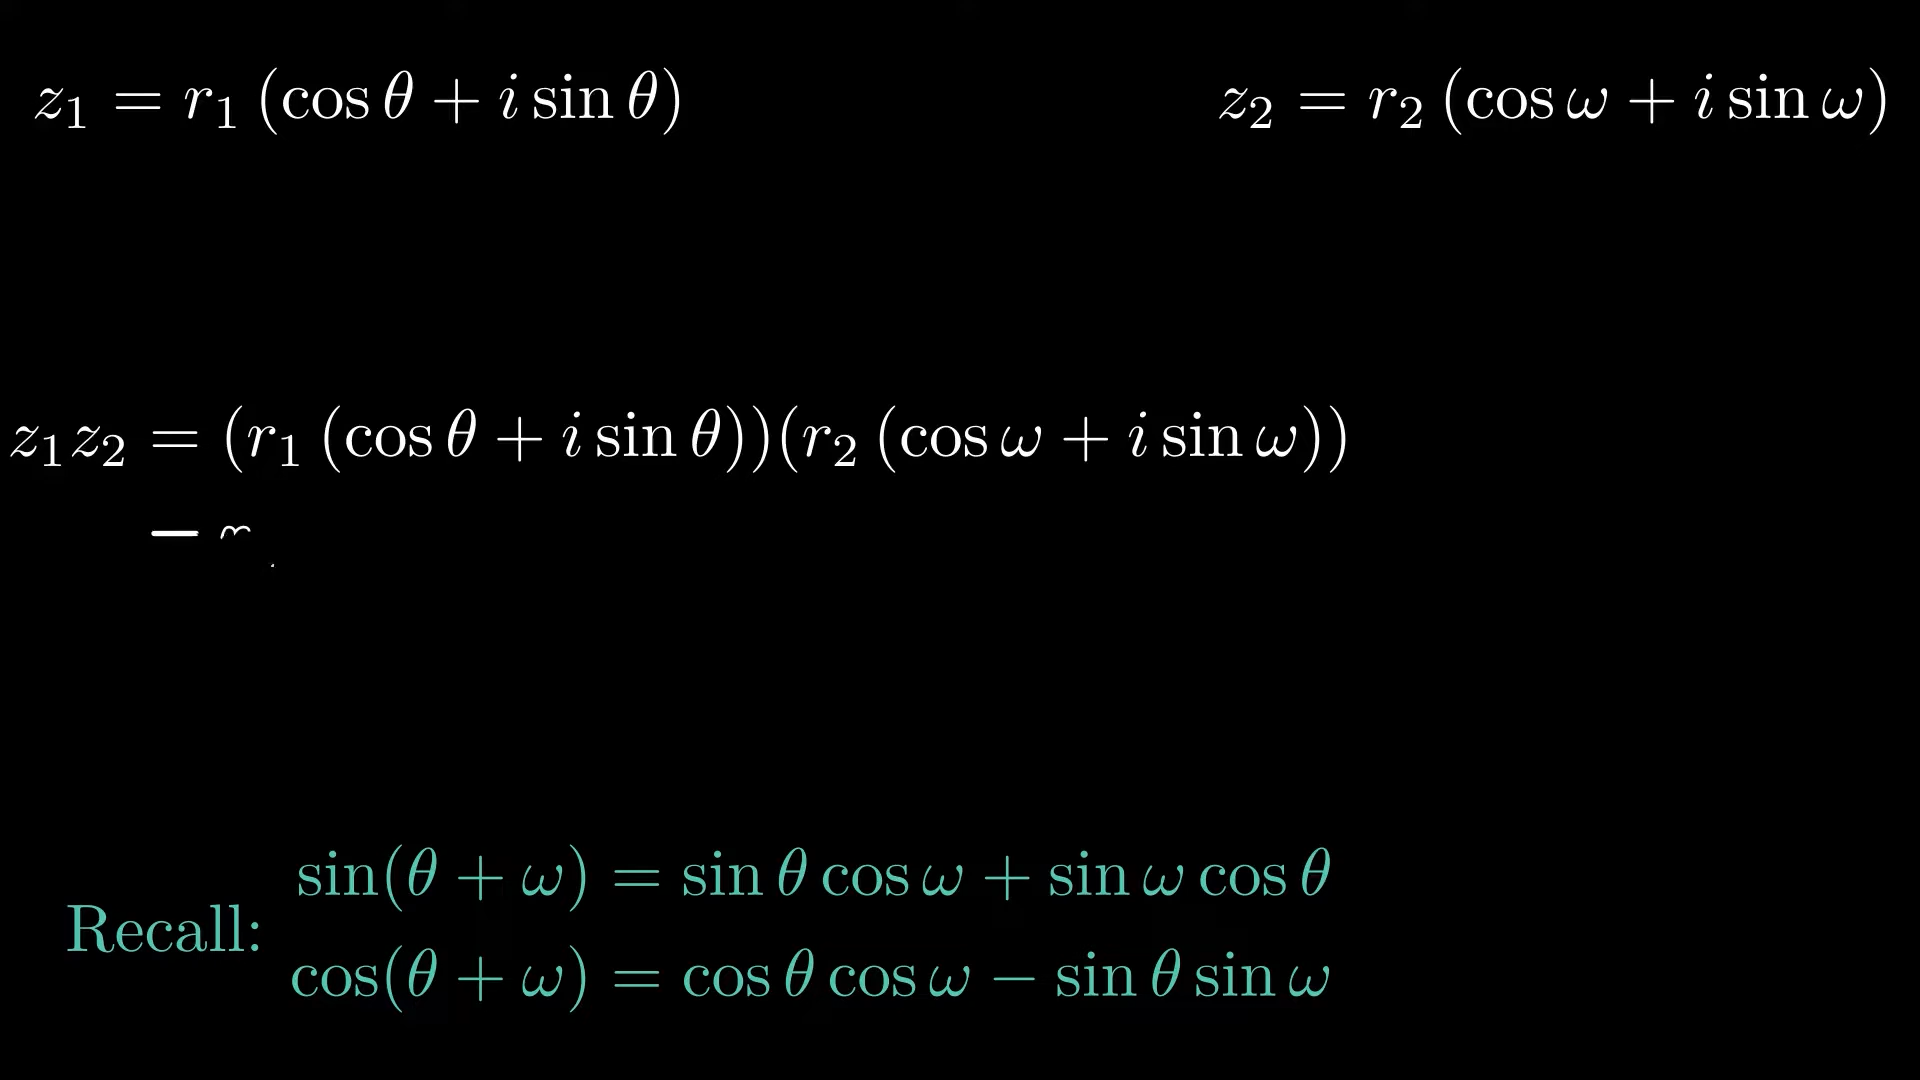 z₁ = r₁ (cos θ + i sin θ)
z₂ = r₂ (cos ω + i sin ω)
z₁z₂ = (r₁ (cos θ + i sin θ))(r₂ (cos ω + i sin ω))
sin(θ + ω) = sin θ cos ω + sin ω cos θ
Recall:
cos(θ + ω) = cos θ cos ω − sin θ sin ω